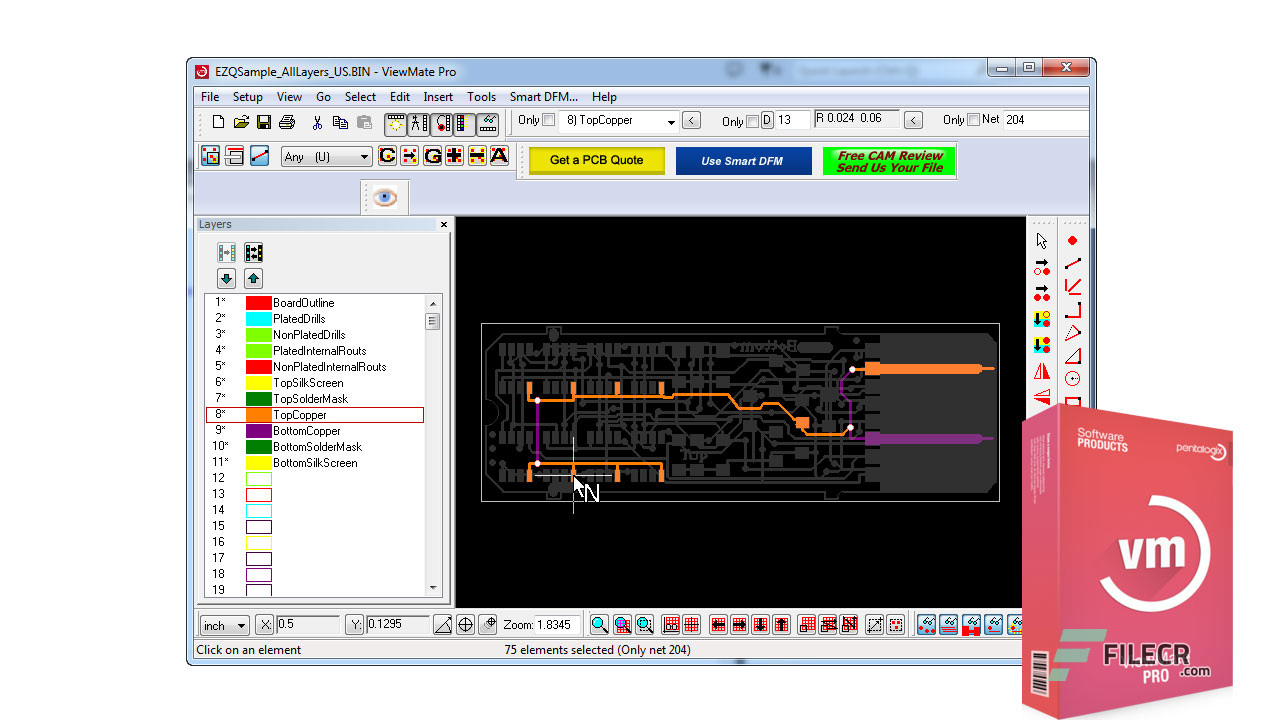 EZQSample_AllLayers_US.BIN - ViewMate Pro
File Setup View Go Select Edit Insert Tools Smart DFM... Help
Only 8) TopCopper < Only D 13 R 0.024 0.06 < Only Net 204
Any (U) G G A
Get a PCB Quote
Use Smart DFM
Free CAM Review
Send Us Your File
Layers
1* BoardOutline
2* PlatedDrills
3* NonPlatedDrills
4* PlatedInternalRouts
5* NonPlatedInternalRouts
6* TopSilkScreen
7* TopSolderMask
8* TopCopper
9* BottomCopper
10* BottomSolderMask
11* BottomSilkScreen
12
13
14
15
16
17
18
19
Bottom
Top
N
inch X: 0.5 Y: 0.1295 Zoom: 1.8345
Click on an element 75 elements selected (Only net 204)
Software
PRODUCTS
pentalogix
vm
FILECR
.com
PRO